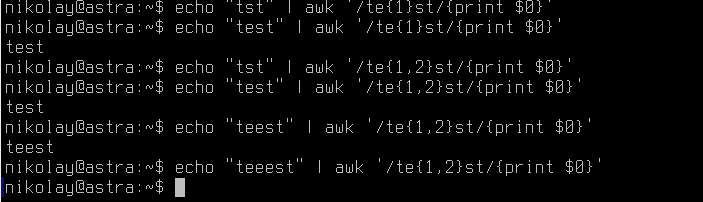 nikolay@astra:~$ echo "tst" | awk '/te{1}st/{print $0}'
nikolay@astra:~$ echo "test" | awk '/te{1}st/{print $0}'
test
nikolay@astra:~$ echo "tst" | awk '/te{1,2}st/{print $0}'
nikolay@astra:~$ echo "test" | awk '/te{1,2}st/{print $0}'
test
nikolay@astra:~$ echo "teest" | awk '/te{1,2}st/{print $0}'
teest
nikolay@astra:~$ echo "teeest" | awk '/te{1,2}st/{print $0}'
nikolay@astra:~$